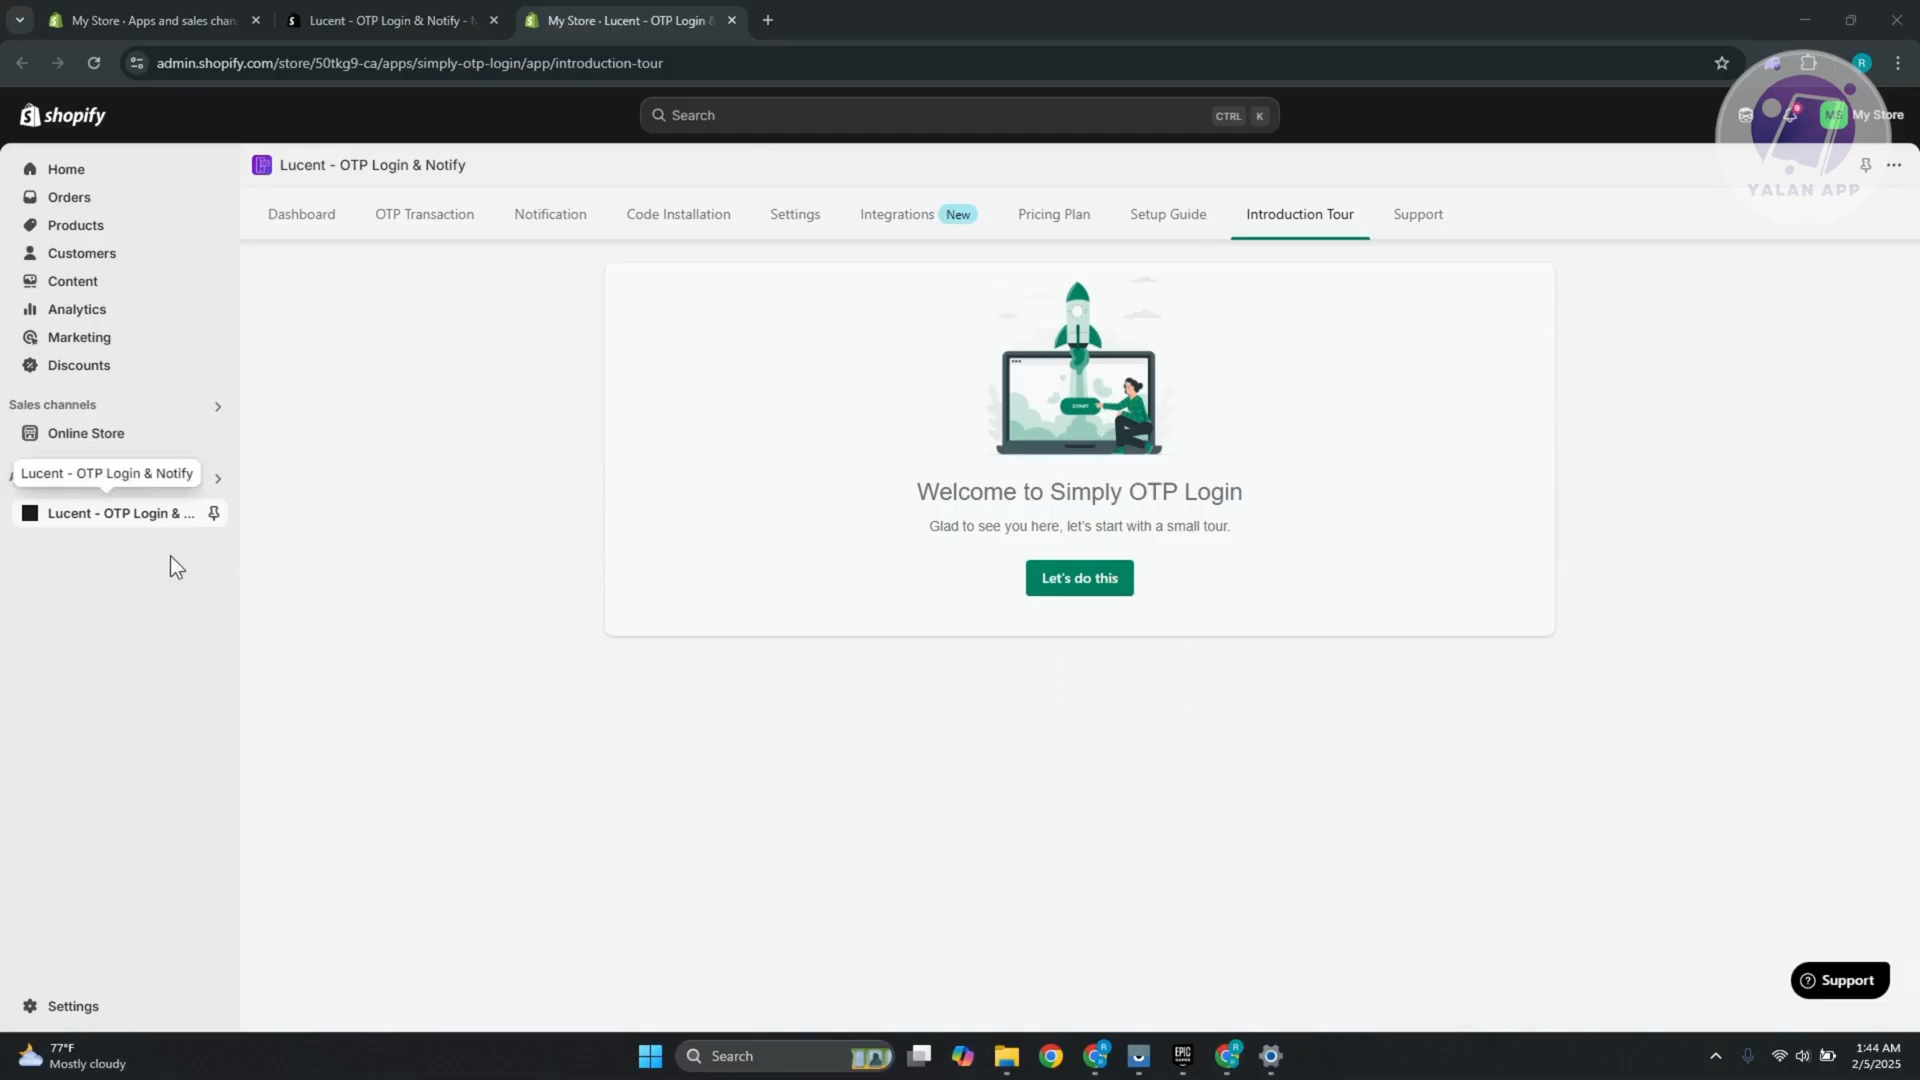 My Store · Apps and sales chan
Lucent - OTP Login & Notify -
My Store · Lucent - OTP Login
admin.shopify.com/store/50tkg9-ca/apps/simply-otp-login/app/introduction-tour
R
shopify
Search
CTRL K
9
MS
My Store
YALAN APP
Home
Orders
Products
Customers
Content
Analytics
Marketing
Discounts
Sales channels
Online Store
Lucent - OTP Login & Notify
Lucent - OTP Login & ...
Settings
Lucent - OTP Login & Notify
Dashboard OTP Transaction Notification Code Installation Settings Integrations New Pricing Plan Setup Guide Introduction Tour Support
START
Welcome to Simply OTP Login
Glad to see you here, let's start with a small tour.
Let's do this
Support
77°F
Mostly cloudy
Search
R
EPIC GAMES
R
1:44 AM
2/5/2025